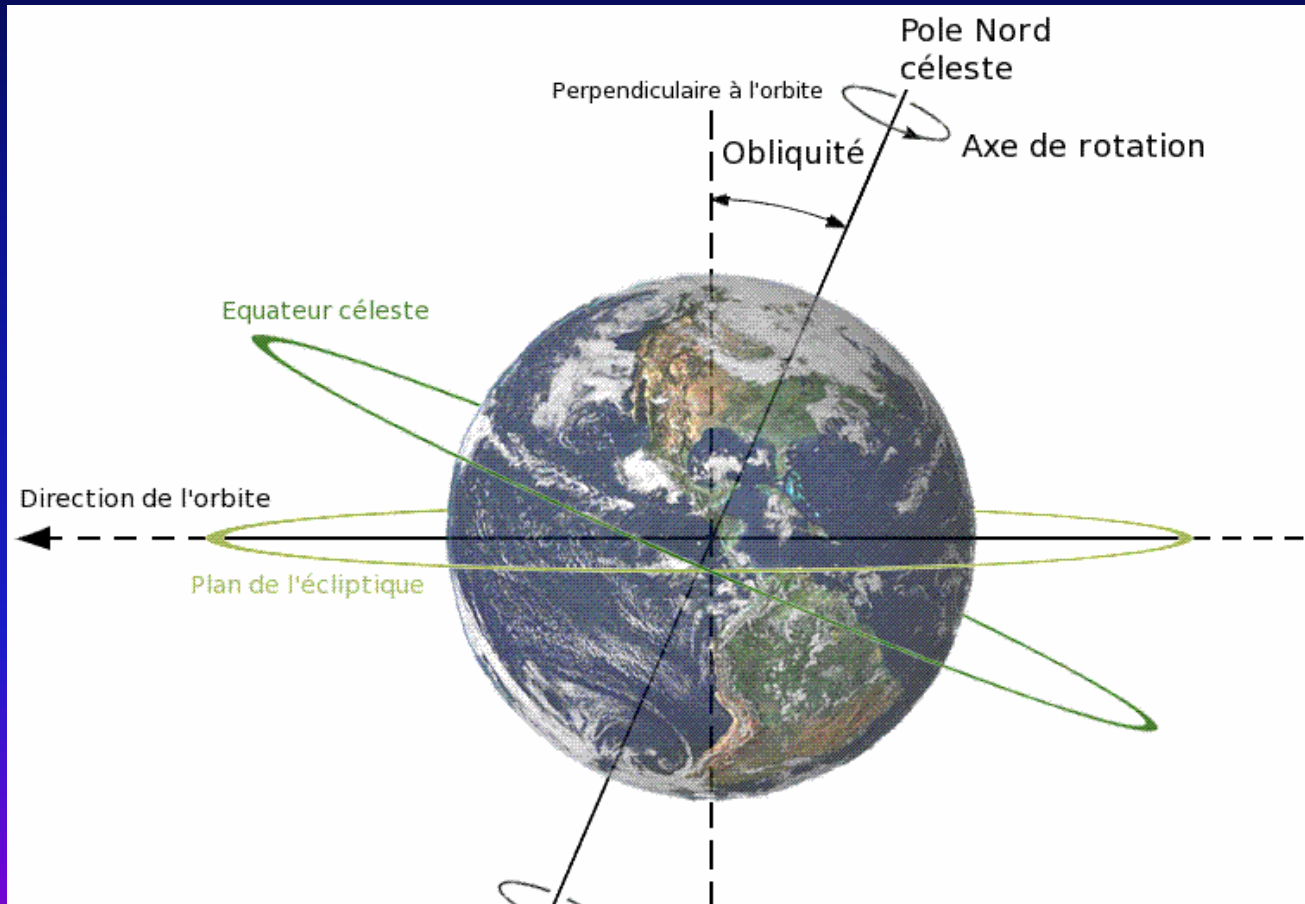 Pole Nord
céleste
Perpendiculaire à l'orbite
Obliquité
Axe de rotation
Equateur céleste
Direction de l'orbite
Plan de l'écliptique